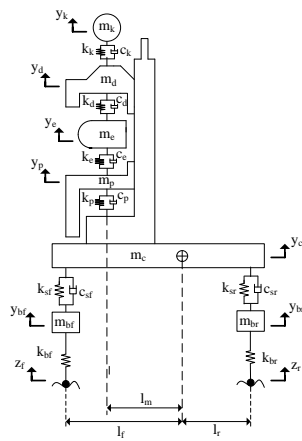 y_k m_k
k_k c_k
y_d m_d
k_d c_d
y_e m_e
k_e c_e
y_p m_p
k_p c_p
m_c y_c
k_sf c_sf k_sr c_sr
y_bf m_bf m_br y_b
k_bf k_br
z_f z_r
l_m
l_f l_r